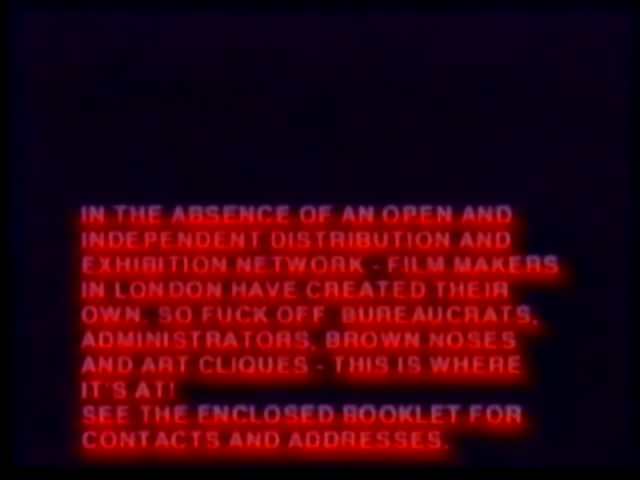 IN THE ABSENCE OF AN OPEN AND
INDEPENDENT DISTRIBUTION AND
EXHIBITION NETWORK - FILM MAKERS
IN LONDON HAVE CREATED THEIR
OWN. SO FUCK OFF BUREAUCRATS,
ADMINISTRATORS, BROWN NOSES
AND ART CLIQUES - THIS IS WHERE
IT'S AT!
SEE THE ENCLOSED BOOKLET FOR
CONTACTS AND ADDRESSES.